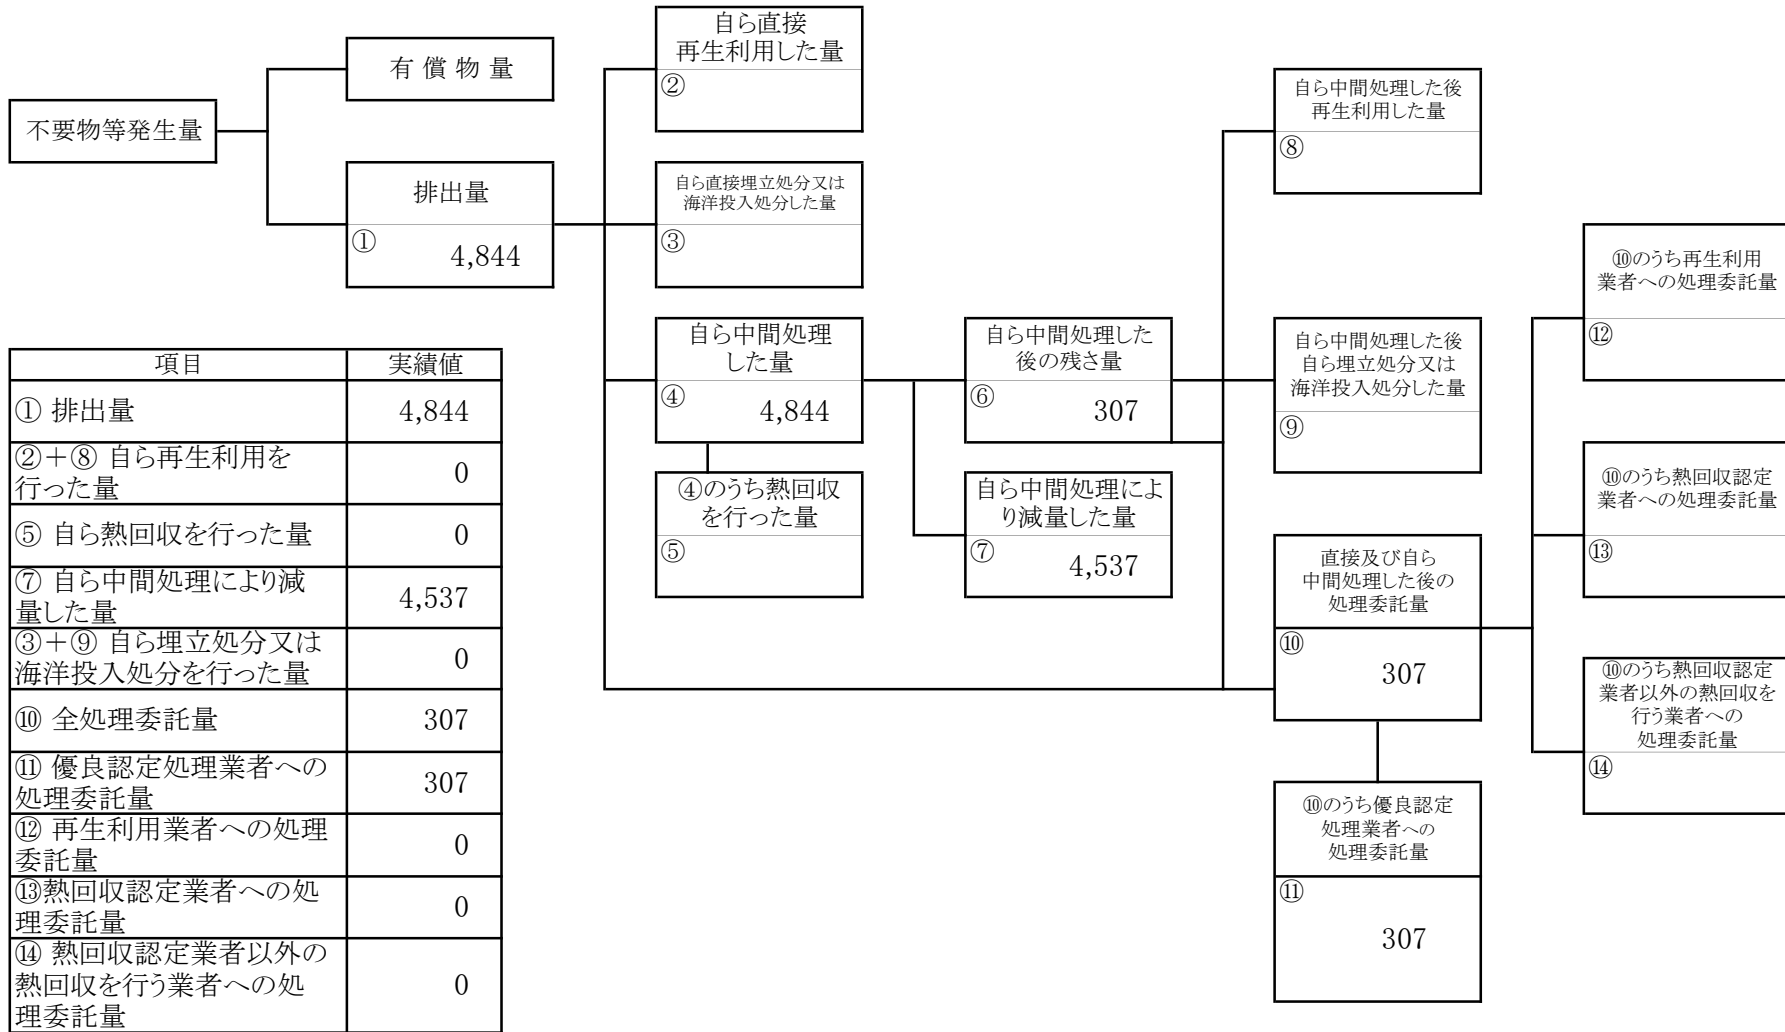 不要物等発生量
有 償 物 量
排出量
①
4,844
自ら直接
再生利用した量
②
自ら直接埋立処分又は
海洋投入処分した量
③
自ら中間処理
した量
④
4,844
④のうち熱回収
を行った量
⑤
自ら中間処理した
後の残さ量
⑥
307
自ら中間処理によ
り減量した量
⑦
4,537
自ら中間処理した後
再生利用した量
⑧
自ら中間処理した後
自ら埋立処分又は
海洋投入処分した量
⑨
直接及び自ら
中間処理した後の
処理委託量
⑩
307
⑩のうち優良認定
処理業者への
処理委託量
⑪
307
⑩のうち再生利用
業者への処理委託量
⑫
⑩のうち熱回収認定
業者への処理委託量
⑬
⑩のうち熱回収認定
業者以外の熱回収を
行う業者への
処理委託量
⑭
項目 実績値
① 排出量 4,844
②＋⑧ 自ら再生利用を
行った量 0
⑤ 自ら熱回収を行った量 0
⑦ 自ら中間処理により減
量した量 4,537
③＋⑨ 自ら埋立処分又は
海洋投入処分を行った量 0
⑩ 全処理委託量 307
⑪ 優良認定処理業者への
処理委託量 307
⑫ 再生利用業者への処理
委託量 0
⑬熱回収認定業者への処
理委託量 0
⑭ 熱回収認定業者以外の
熱回収を行う業者への処
理委託量 0